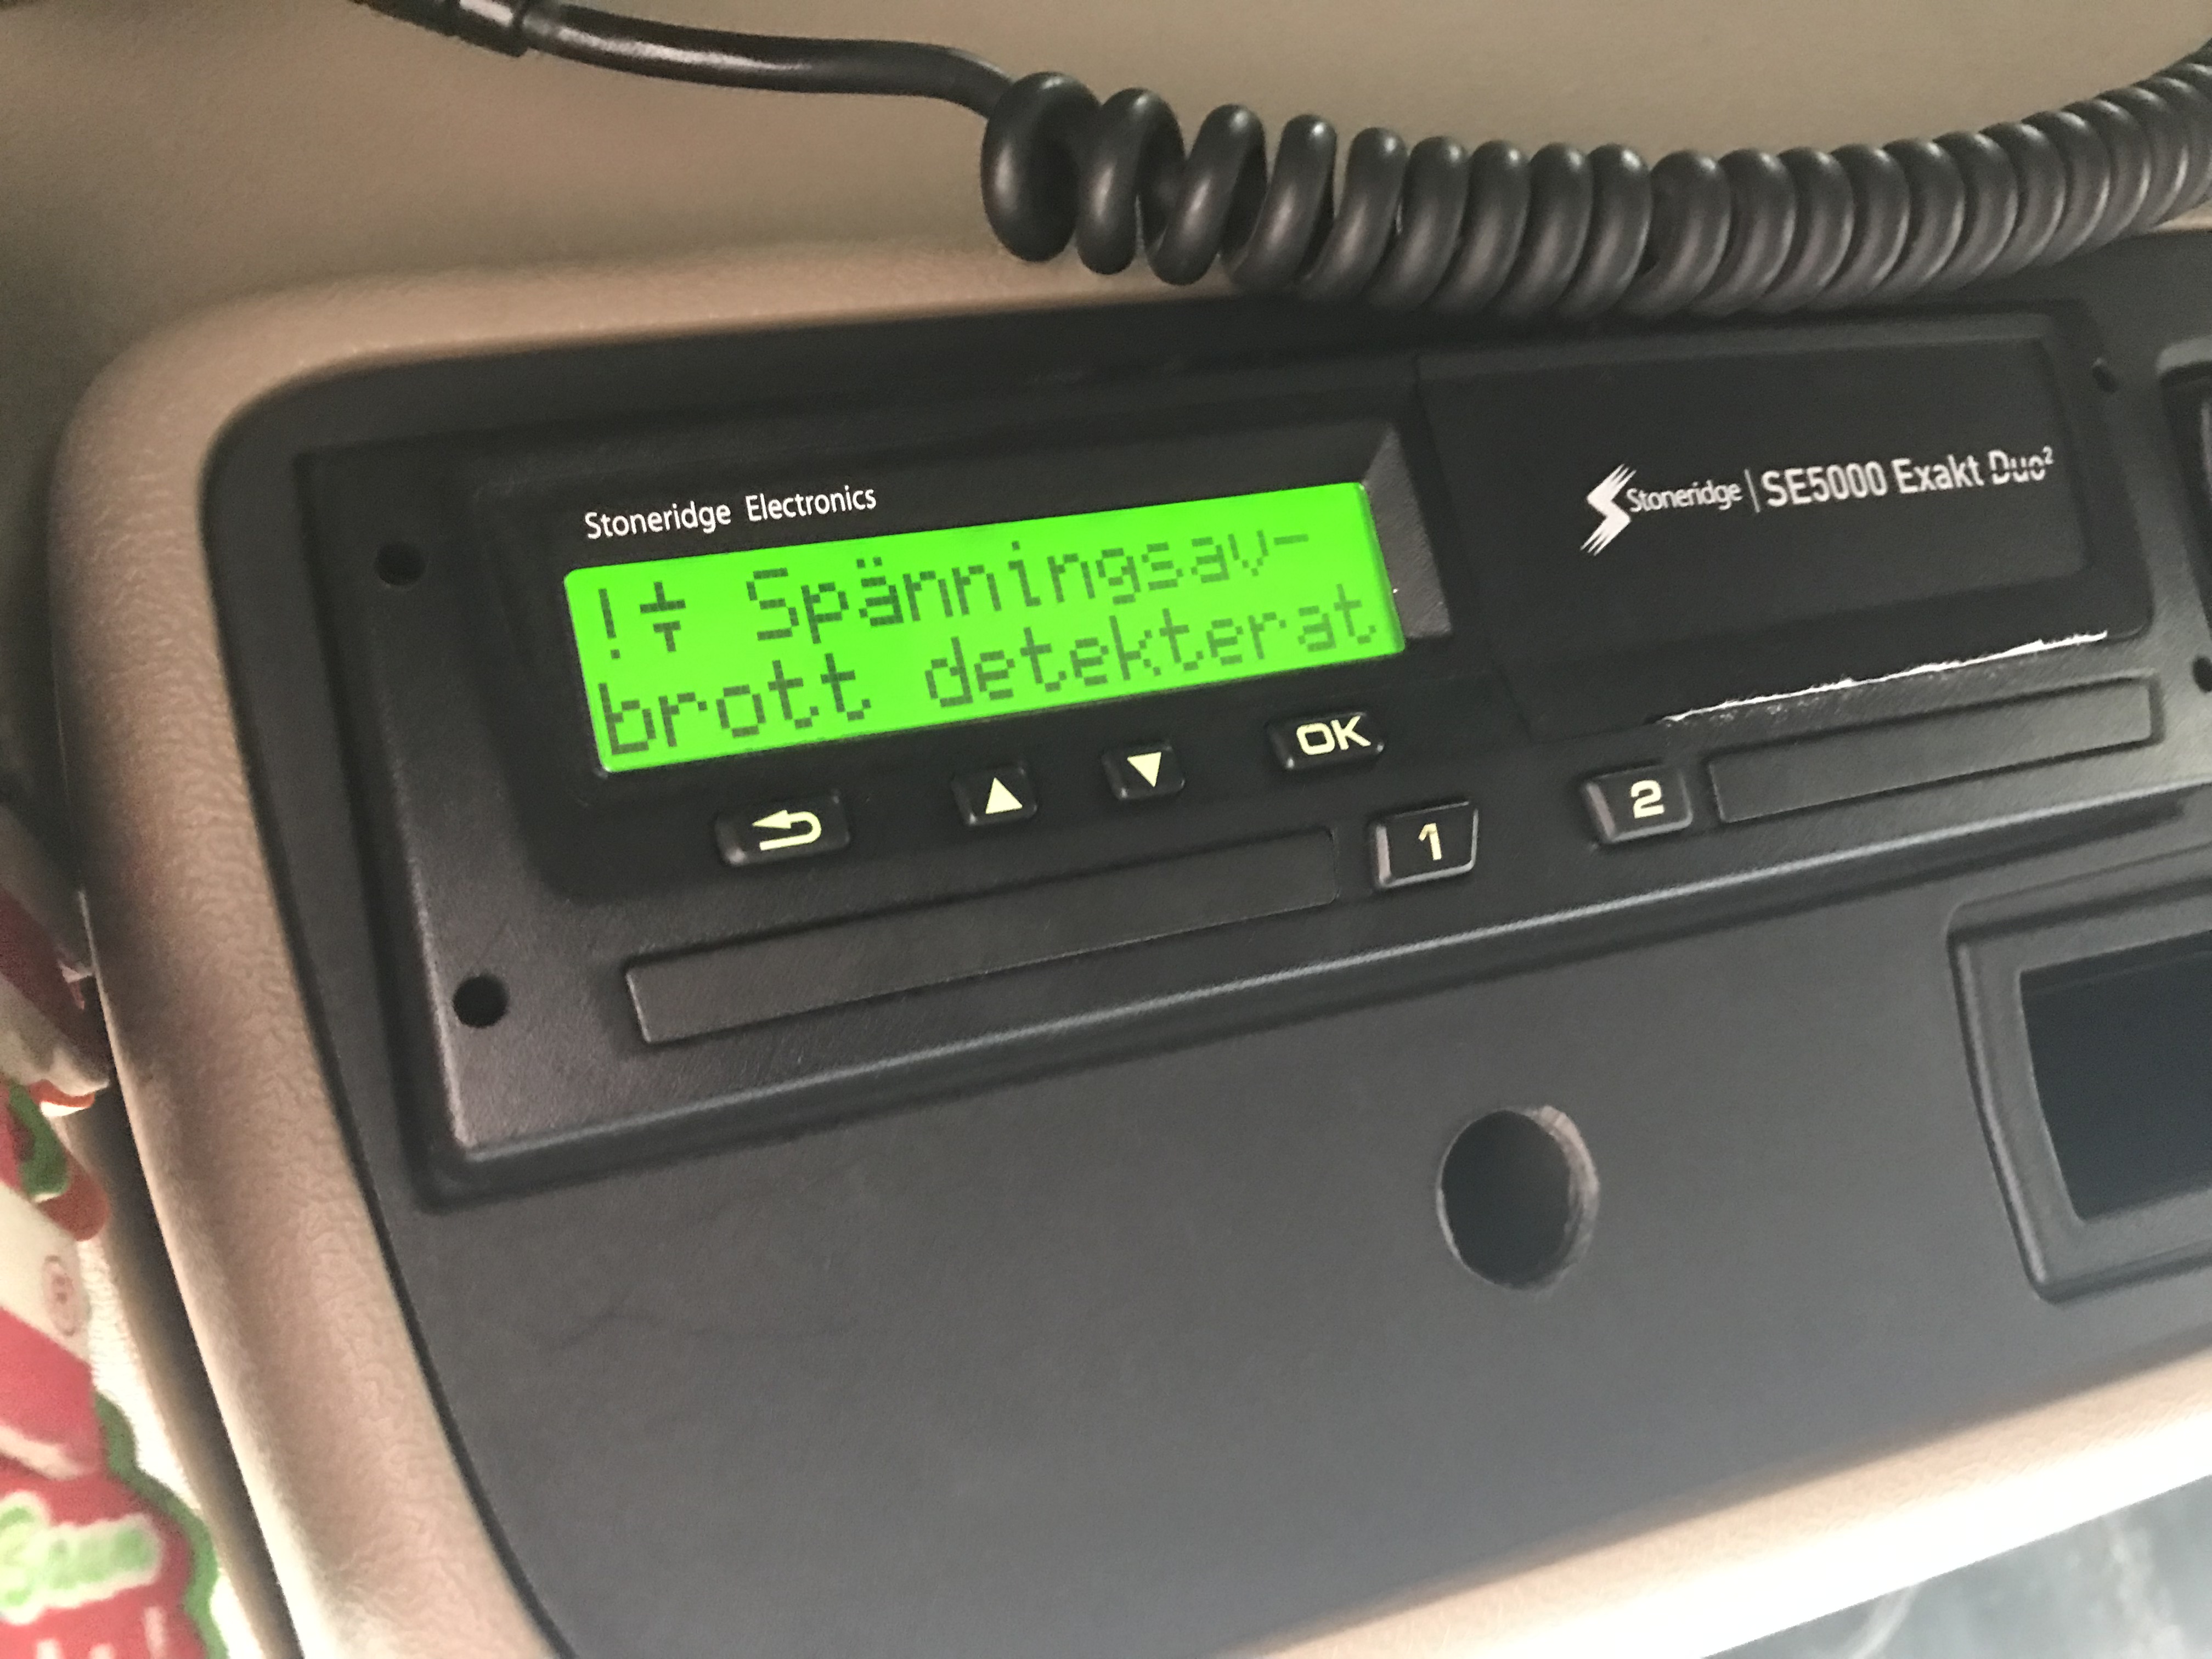 Stoneridge Electronics
! Spänningsav-
brott detekterat
Stoneridge | SE5000 Exakt Duo²
OK
1
2